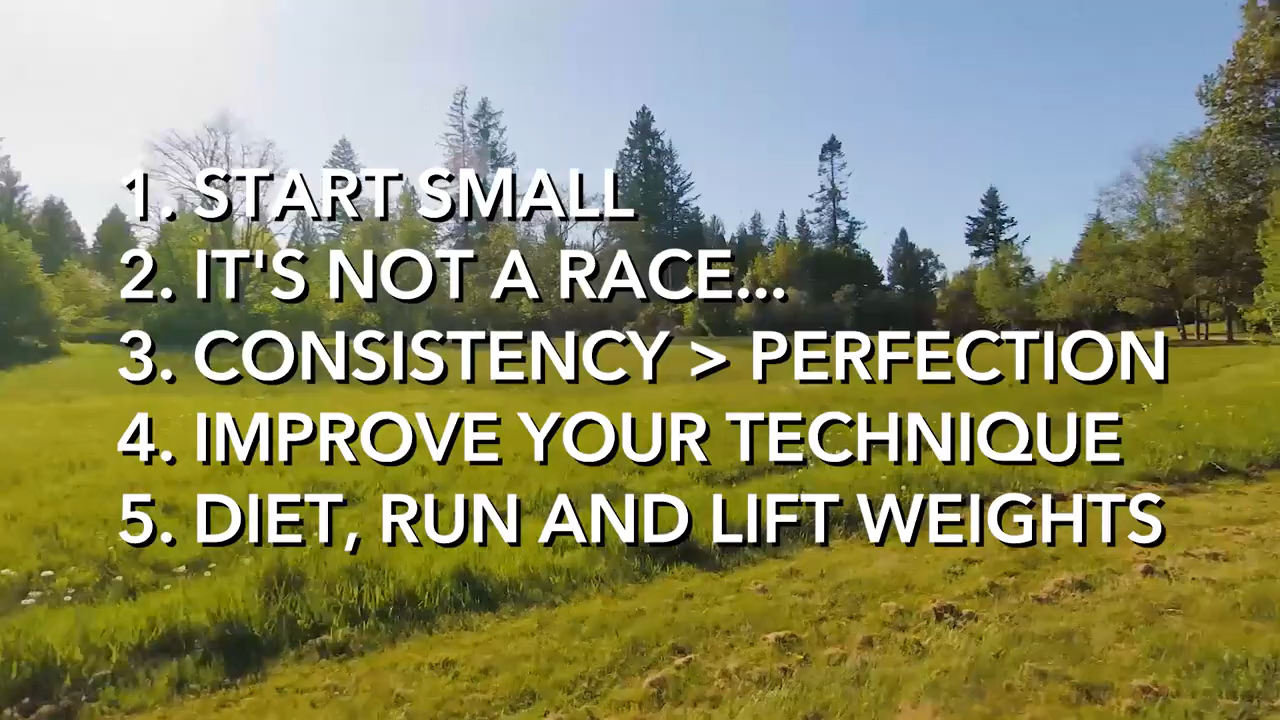 1. START SMALL
2. IT'S NOT A RACE...
3. CONSISTENCY > PERFECTION
4. IMPROVE YOUR TECHNIQUE
5. DIET, RUN AND LIFT WEIGHTS